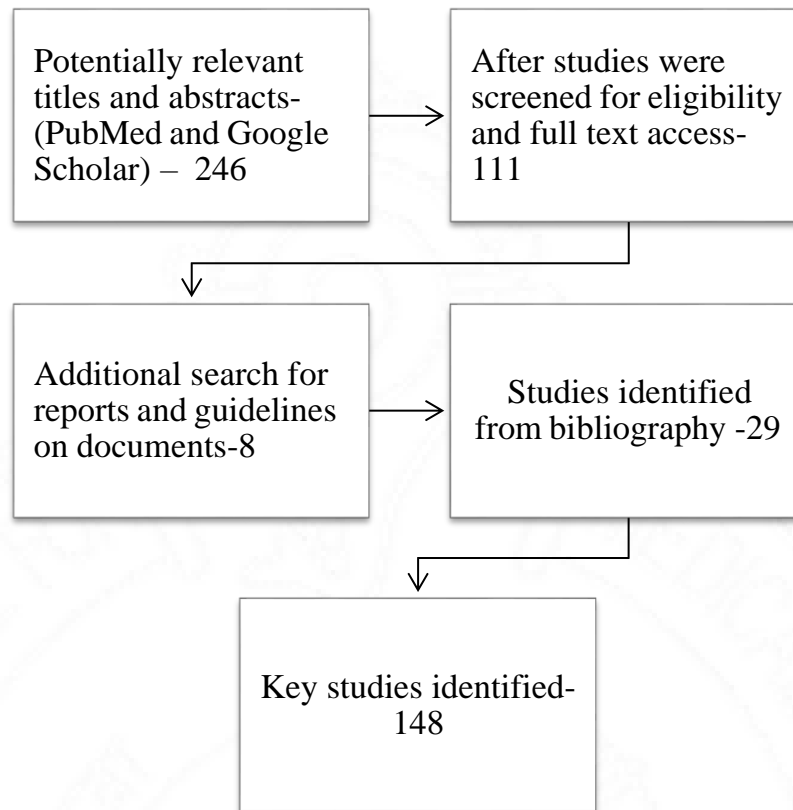 Potentially relevant
titles and abstracts-
(PubMed and Google
Scholar) –  246
After studies were
screened for eligibility
and full text access-
111
Additional search for
reports and guidelines
on documents-8
Studies identified
from bibliography -29
Key studies identified-
148